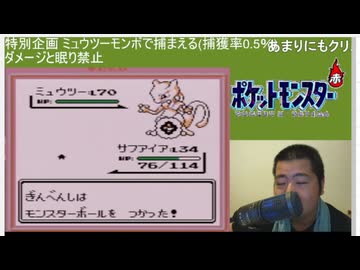 特別企画 ミュウツーモンボで捕まえる(捕獲率0.5%
あまりにもクリ
ダメージと眠り禁止
ミュウツー :L70
HP:
サファイア :L34
HP:
76/114
ぎんぺんしは
モンスターボールを つかった!
ポケットモンスター
赤